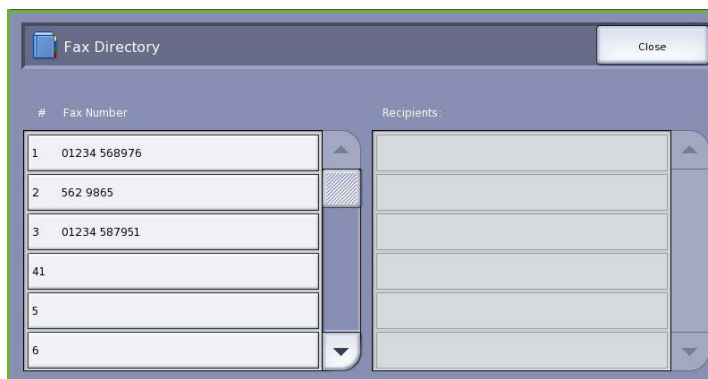 Fax Directory
Close
# Fax Number
Recipients:
1 01234 568976
2 562 9865
3 01234 587951
41
5
6